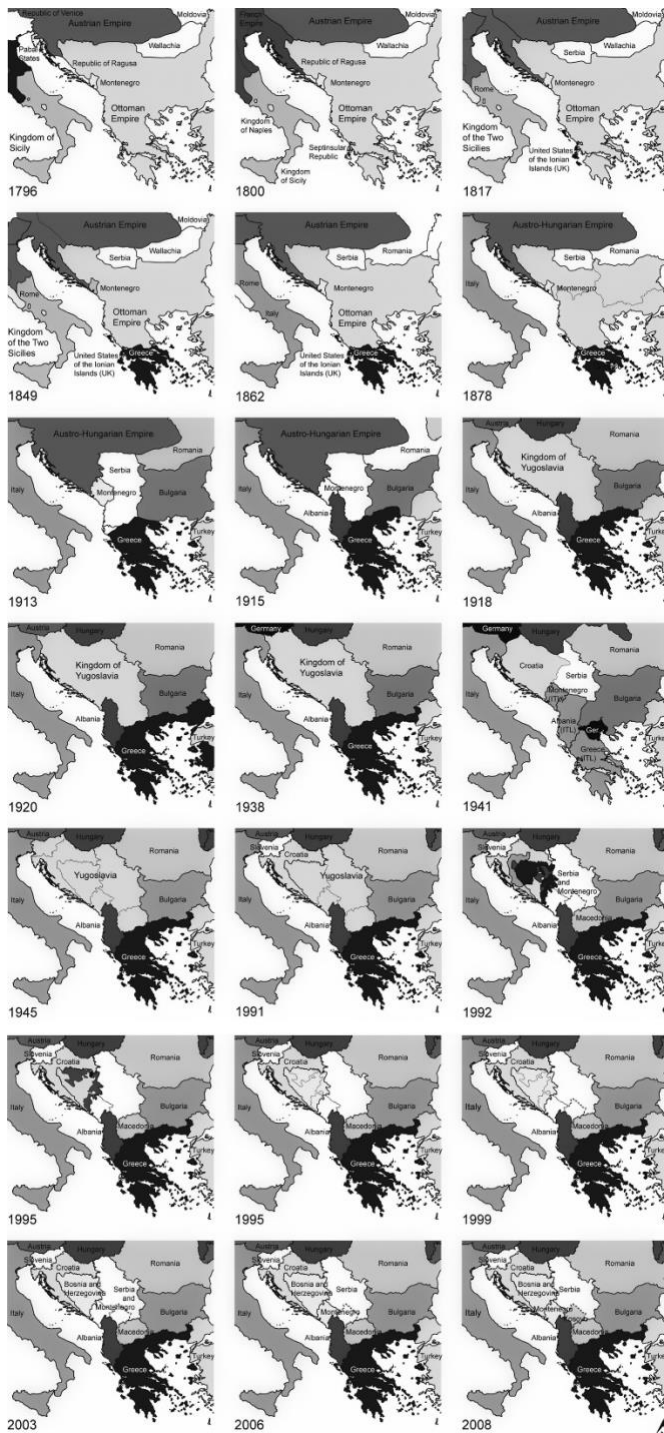 Republic of Venice
Austrian Empire
Moldovia
Papal
States
Wallachia
Republic of Ragusa
Montenegro
Ottoman
Empire
Kingdom of
Sicily
1796
French
Empire
Austrian Empire
Moldovia
Wallachia
Republic of Ragusa
Montenegro
Ottoman
Empire
Kingdom
of Naples
Septinsular
Republic
Kingdom
of Sicily
1800
Austrian Empire
Moldovia
Wallachia
Serbia
Montenegro
Rome
Ottoman
Empire
Kingdom
of the Two
Sicilies
United States
of the Ionian
Islands (UK)
1817
Austrian Empire
Moldovia
Wallachia
Serbia
Rome
Montenegro
Ottoman
Empire
Kingdom
of the Two
Sicilies
United States
of the Ionian
Islands (UK)
Greece
1849
Austrian Empire
Serbia
Romania
Rome
Montenegro
Italy
Ottoman
Empire
United States
of the Ionian
Islands (UK)
Greece
1862
Austro-Hungarian Empire
Serbia
Romania
Montenegro
Greece
1878
Austro-Hungarian Empire
Romania
Serbia
Italy
Montenegro
Bulgaria
Turkey
Greece
1913
Austro-Hungarian Empire
Romania
Serbia
Montenegro
Bulgaria
Albania
Greece
1915
Austria
Hungary
Romania
Kingdom of
Yugoslavia
Italy
Bulgaria
Albania
Turkey
Greece
1918
Austria
Hungary
Romania
Kingdom of
Yugoslavia
Italy
Bulgaria
Albania
Turkey
Greece
1920
Germany
Hungary
Romania
Kingdom of
Yugoslavia
Italy
Bulgaria
Albania
Turkey
Greece
1938
Germany
Hungary
Romania
Croatia
Serbia
Italy
Montenegro
Bulgaria
Albania
(ITL)
Ger.
Turkey
Greece
(ITL)
1941
Austria
Hungary
Romania
Yugoslavia
Italy
Bulgaria
Albania
Turkey
Greece
1945
Austria
Hungary
Slovenia
Croatia
Romania
Yugoslavia
Italy
Bulgaria
Albania
Turkey
Greece
1991
Austria
Hungary
Slovenia
Croatia
Romania
Serbia
and
Montenegro
Italy
Bulgaria
Albania
Macedonia
Turkey
Greece
1992
Austria
Hungary
Slovenia
Croatia
Romania
Italy
Bulgaria
Albania
Macedonia
Turkey
Greece
1995
Austria
Hungary
Slovenia
Croatia
Romania
Italy
Bulgaria
Albania
Macedonia
Turkey
Greece
1995
Austria
Hungary
Slovenia
Croatia
Romania
Italy
Bulgaria
Albania
Macedonia
Turkey
Greece
1999
Austria
Hungary
Slovenia
Croatia
Romania
Bosnia and
Herzegovina
Serbia
and
Montenegro
Italy
Bulgaria
Albania
Macedonia
Turkey
Greece
2003
Austria
Hungary
Slovenia
Croatia
Romania
Bosnia and
Herzegovina
Serbia
Italy
Montenegro
Bulgaria
Albania
Macedonia
Turkey
Greece
2006
Austria
Hungary
Slovenia
Croatia
Romania
Bosnia and
Herzegovina
Serbia
Italy
Montenegro
Kosovo
Bulgaria
Albania
Macedonia
Turkey
Greece
2008